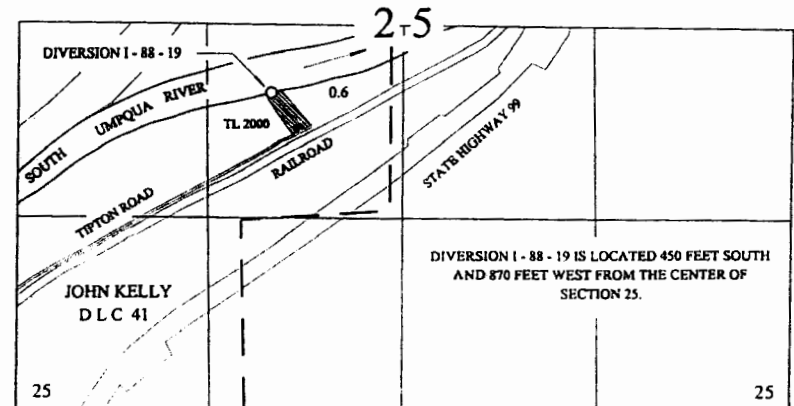 2T5
DIVERSION I - 88 - 19
0.6
SOUTH UMPQUA RIVER
TL 2000
STATE HIGHWAY 99
RAILROAD
TIPTON ROAD
DIVERSION I - 88 - 19 IS LOCATED 450 FEET SOUTH
AND 870 FEET WEST FROM THE CENTER OF
SECTION 25.
JOHN KELLY
D L C 41
25
25